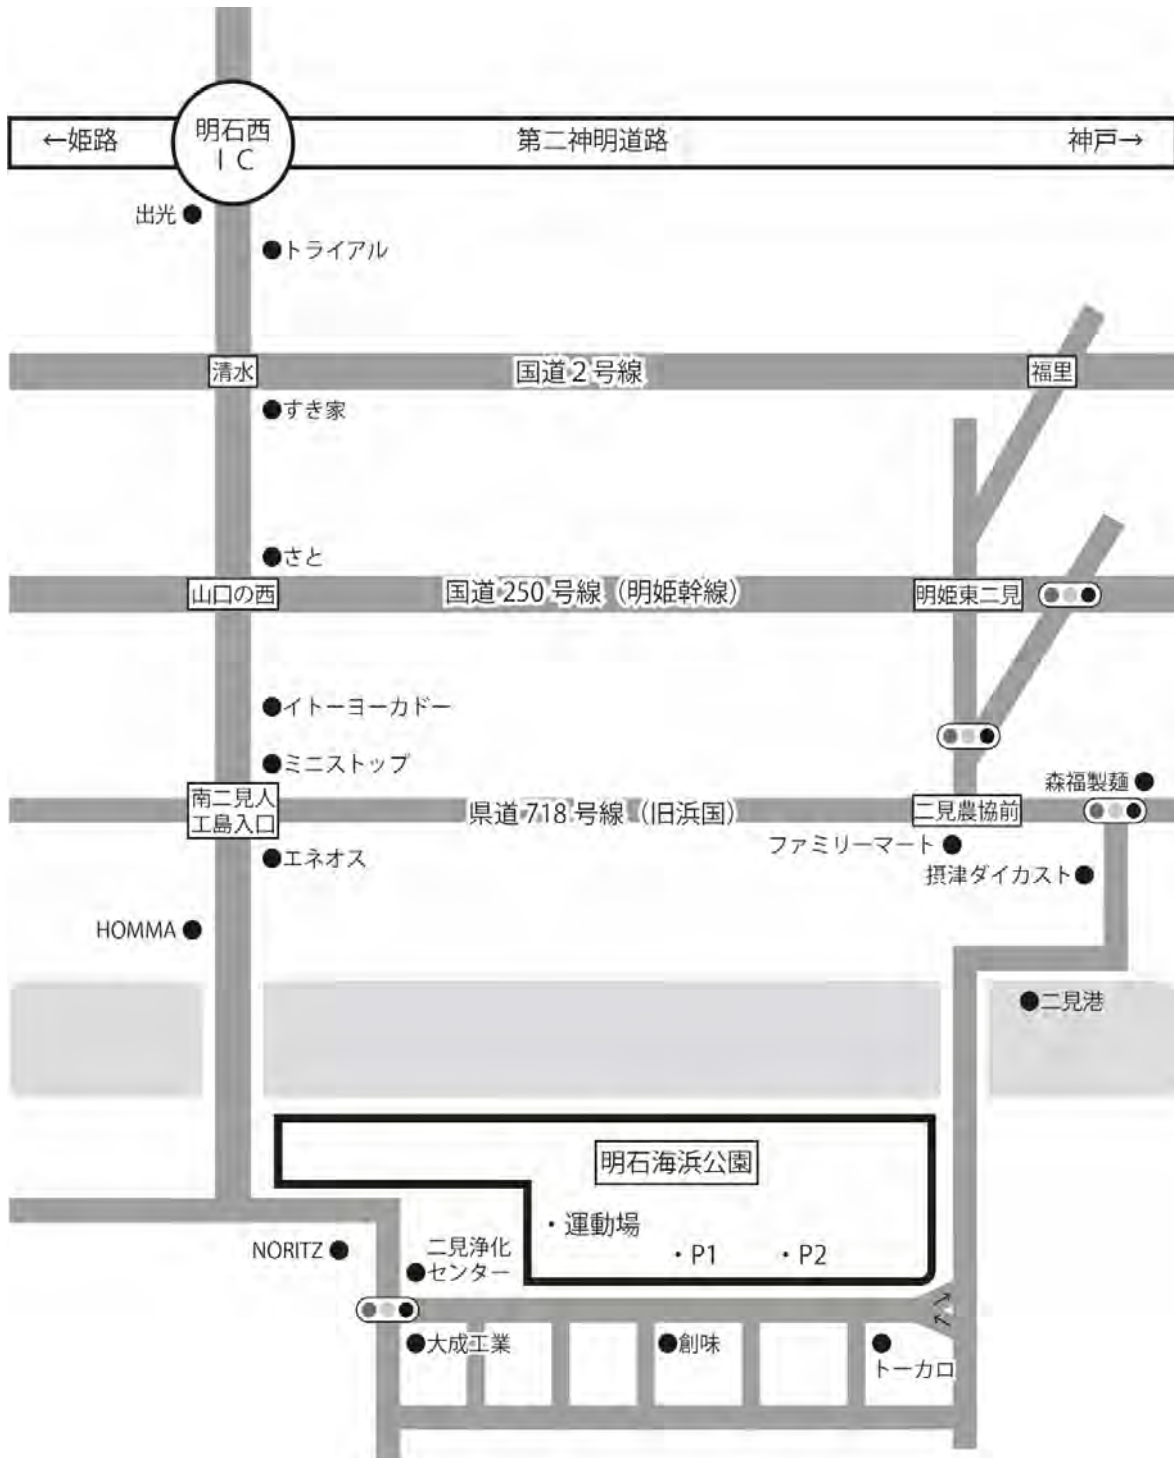 ←姫路
明石西
IC
第二神明道路
神戸→
出光
トライアル
清水
国道2号線
福里
すき家
さと
山口の西
国道250号線（明姫幹線）
明姫東二見
イトーヨーカドー
ミニストップ
南二見人
工島入口
県道718号線（旧浜国）
二見農協前
森福製麺
エネオス
ファミリーマート
摂津ダイカスト
HOMMA
二見港
明石海浜公園
・運動場
・P1
・P2
NORITZ
二見浄化
センター
大成工業
創味
トーカロ